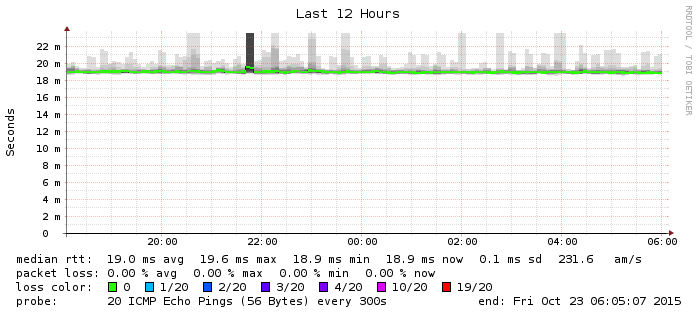 Last 12 Hours
RRDTOOL / TOBI OETIKER
Seconds
22 m
20 m
18 m
16 m
14 m
12 m
10 m
8 m
6 m
4 m
2 m
0
20:00 22:00 00:00 02:00 04:00 06:00
median rtt: 19.0 ms avg 19.6 ms max 18.9 ms min 18.9 ms now 0.1 ms sd 231.6 am/s
packet loss: 0.00 % avg 0.00 % max 0.00 % min 0.00 % now
loss color: 0 1/20 2/20 3/20 4/20 10/20 19/20
probe: 20 ICMP Echo Pings (56 Bytes) every 300s end: Fri Oct 23 06:05:07 2015